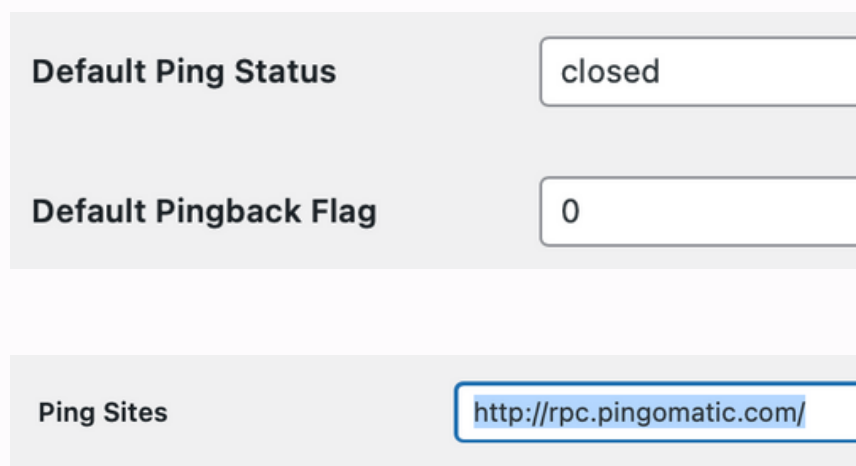 Default Ping Status closed
Default Pingback Flag 0
Ping Sites http://rpc.pingomatic.com/